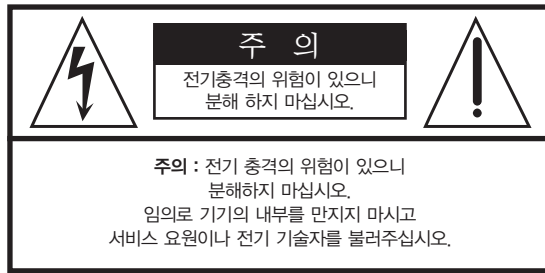 주 의
전기충격의 위험이 있으니
분해 하지 마십시오.
주의 : 전기 충격의 위험이 있으니
분해하지 마십시오.
임의로 기기의 내부를 만지지 마시고
서비스 요원이나 전기 기술자를 불러주십시오.